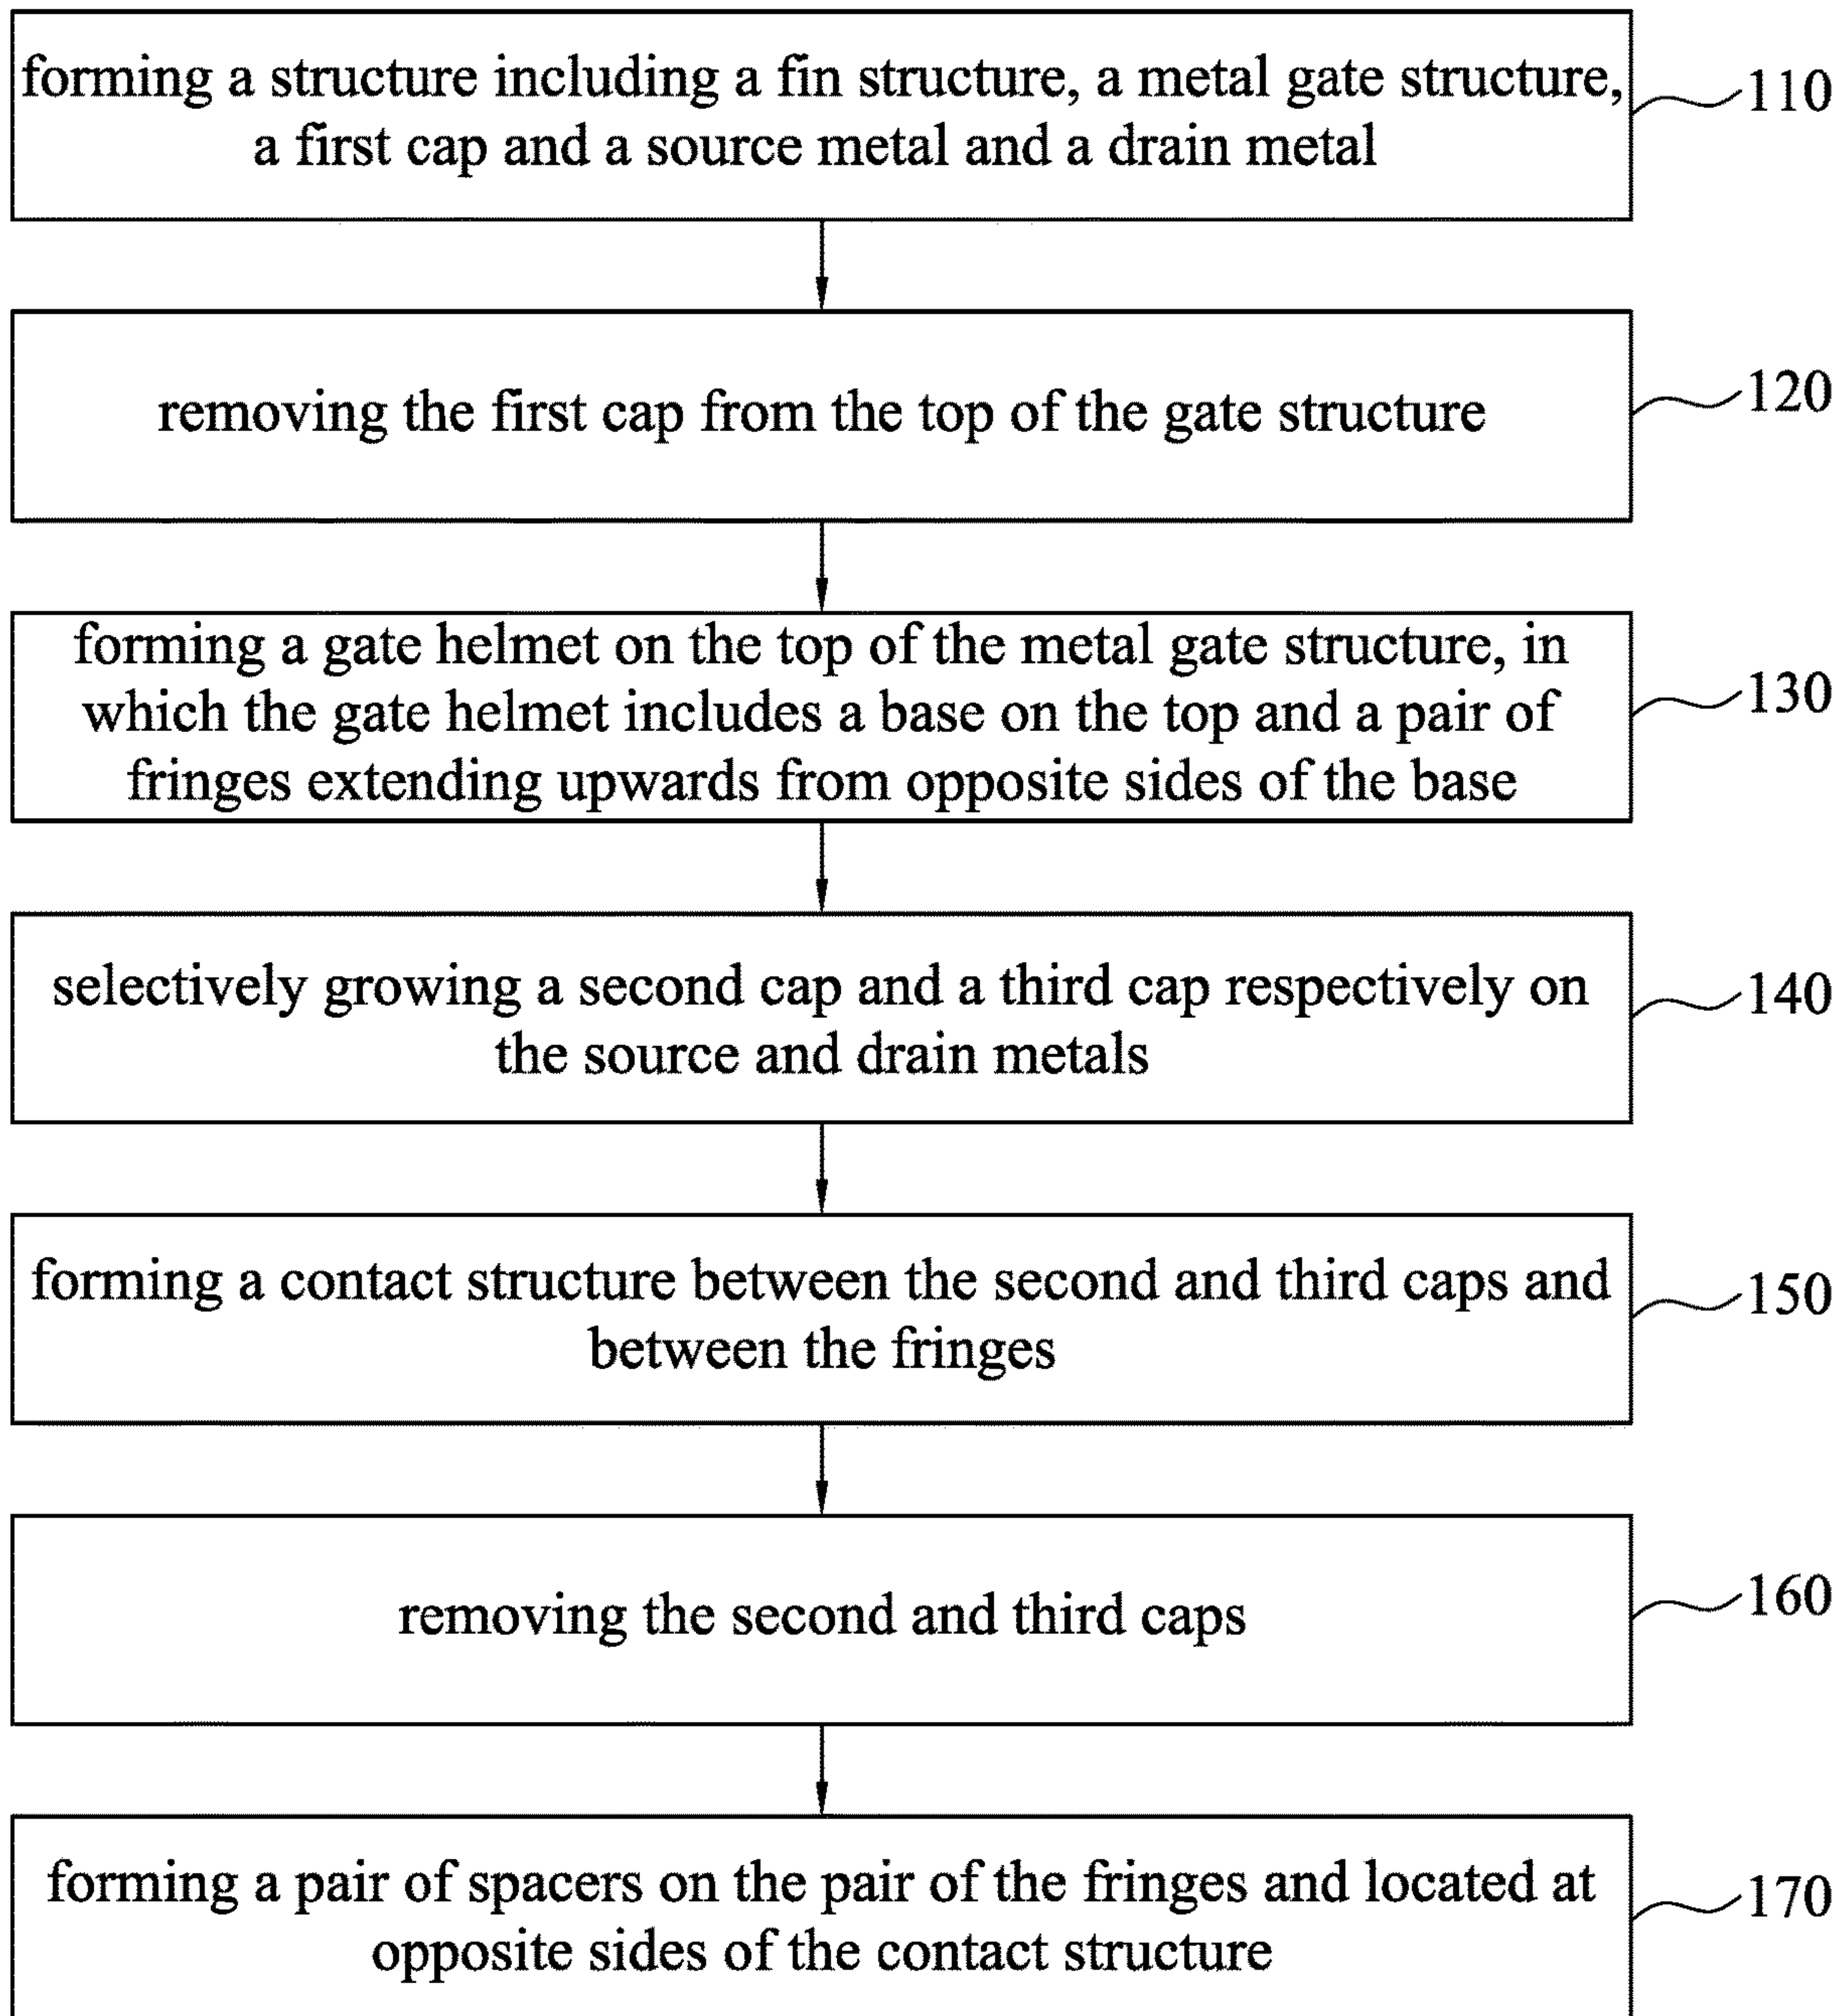 forming a structure including a fin structure, a metal gate structure,
a first cap and a source metal and a drain metal
110
removing the first cap from the top of the gate structure
120
forming a gate helmet on the top of the metal gate structure, in
which the gate helmet includes a base on the top and a pair of
fringes extending upwards from opposite sides of the base
130
selectively growing a second cap and a third cap respectively on
the source and drain metals
140
forming a contact structure between the second and third caps and
between the fringes
150
removing the second and third caps
160
forming a pair of spacers on the pair of the fringes and located at
opposite sides of the contact structure
170